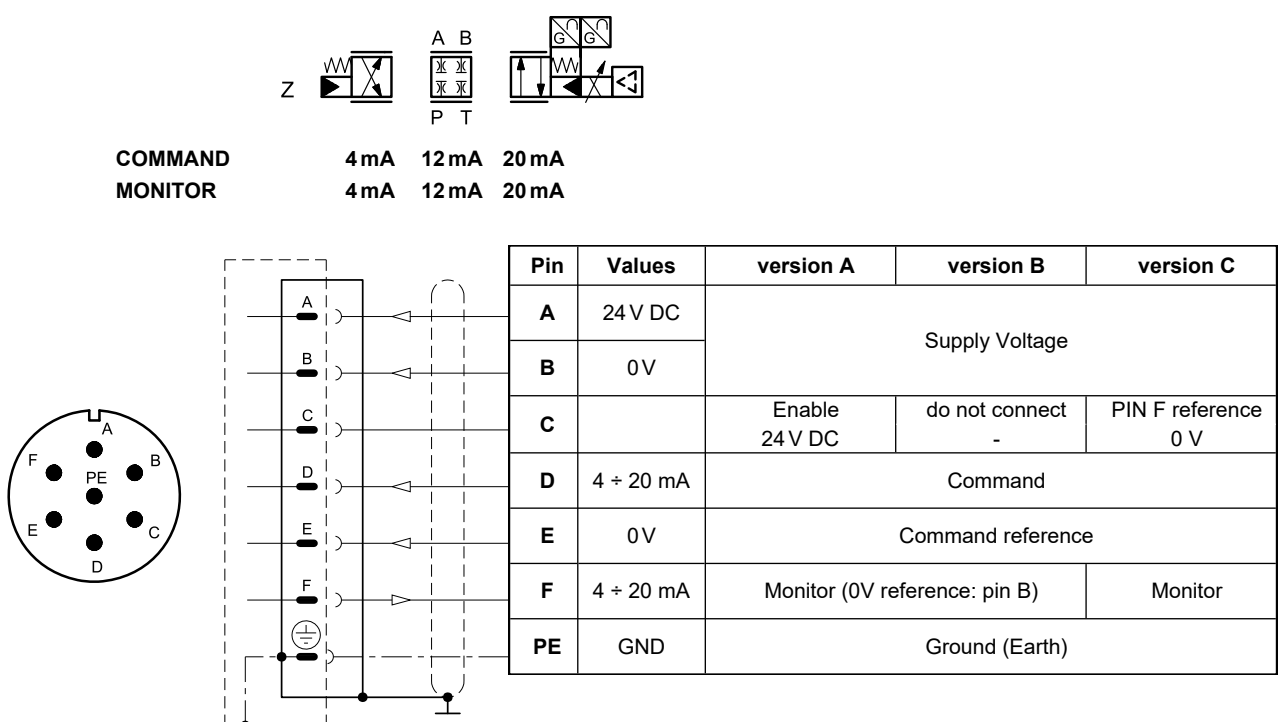 A B
G G
Z
P T
COMMAND 4 mA 12 mA 20 mA
MONITOR 4 mA 12 mA 20 mA
Pin Values version A version B version C
A 24 V DC Supply Voltage
B 0 V
C Enable 24 V DC do not connect - PIN F reference 0 V
D 4 ÷ 20 mA Command
E 0 V Command reference
F 4 ÷ 20 mA Monitor (0V reference: pin B) Monitor
PE GND Ground (Earth)
A
B
C
D
E
F
A
F B
PE
E C
D